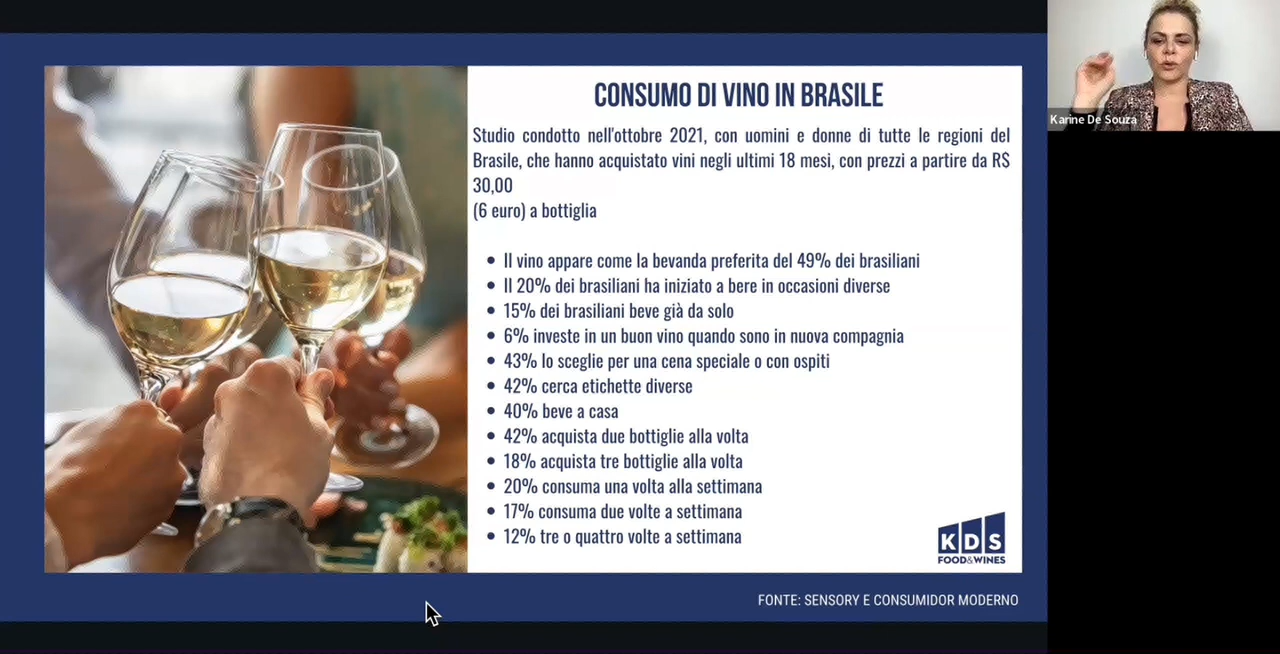 CONSUMO DI VINO IN BRASILE
Studio condotto nell'ottobre 2021, con uomini e donne di tutte le regioni del
Brasile, che hanno acquistato vini negli ultimi 18 mesi, con prezzi a partire da R$
30,00
(6 euro) a bottiglia
• Il vino appare come la bevanda preferita del 49% dei brasiliani
• Il 20% dei brasiliani ha iniziato a bere in occasioni diverse
• 15% dei brasiliani beve già da solo
• 6% investe in un buon vino quando sono in nuova compagnia
• 43% lo sceglie per una cena speciale o con ospiti
• 42% cerca etichette diverse
• 40% beve a casa
• 42% acquista due bottiglie alla volta
• 18% acquista tre bottiglie alla volta
• 20% consuma una volta alla settimana
• 17% consuma due volte a settimana
• 12% tre o quattro volte a settimana
KDS
FOOD&WINES
FONTE: SENSORY E CONSUMIDOR MODERNO
Karine De Souza